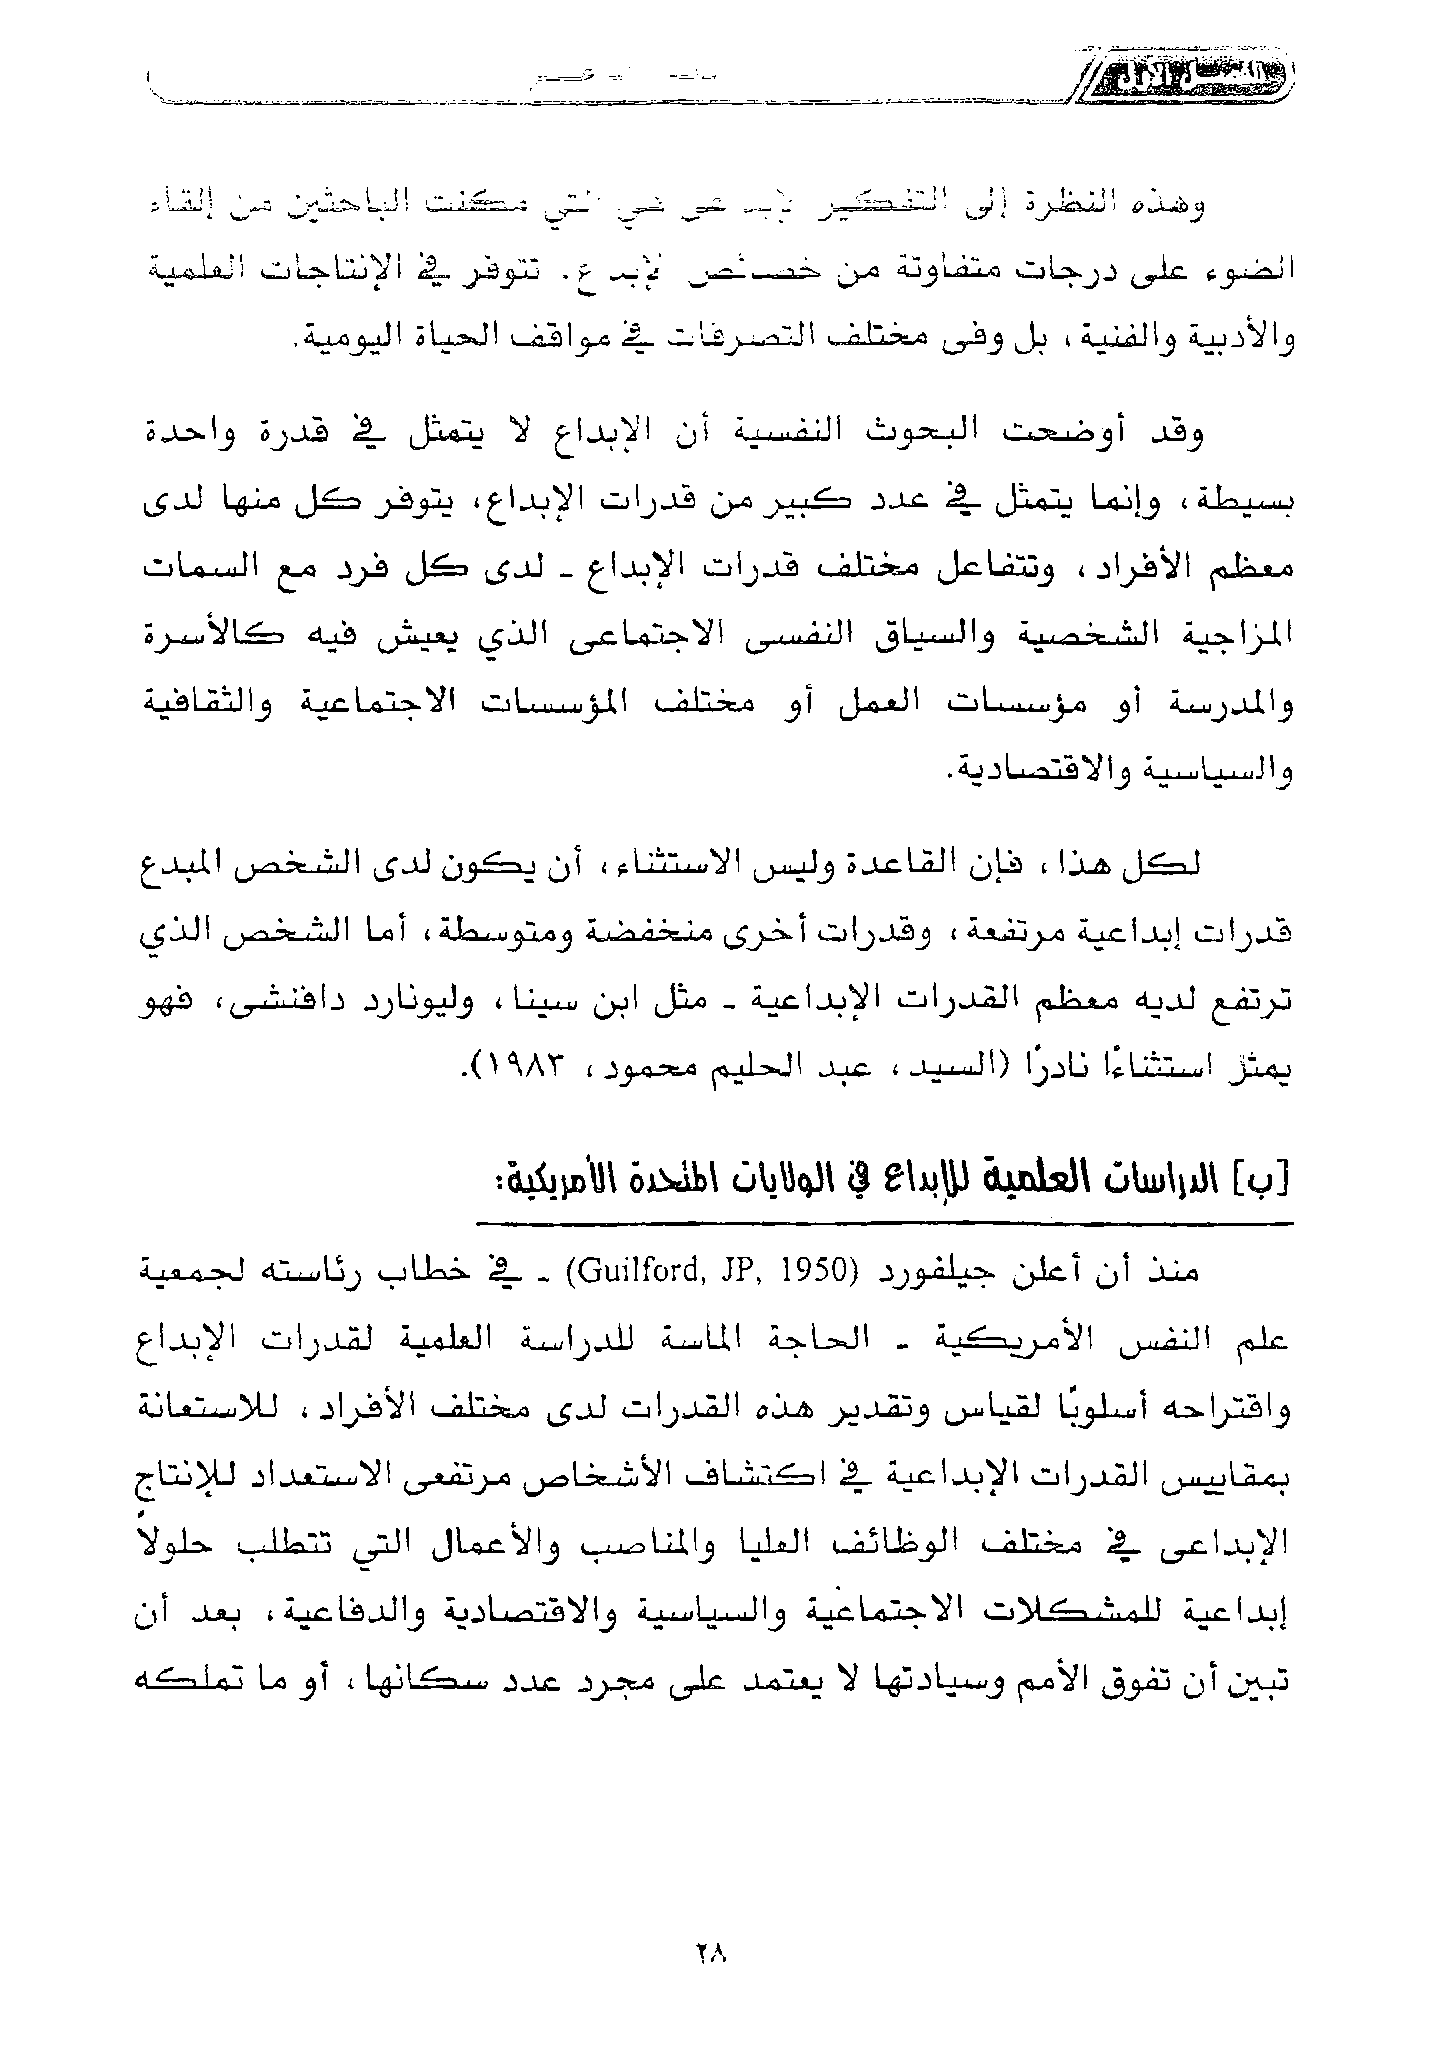 الفصل الأول
وهذه النظرة إلى التفكير الإبداعى هي التي مكنت الباحثين من إلقاء
الضوء على درجات متفاوتة من خصائص الإبداع. تتوفر في الإنتاجات العلمية
والأدبية والفنية، بل وفى مختلف التصرفات في مواقف الحياة اليومية.
وقد أوضحت البحوث النفسية أن الإبداع لا يتمثل في قدرة واحدة
بسيطة، وإنما يتمثل في عدد كبير من قدرات الإبداع، يتوفر كل منها لدى
معظم الأفراد، وتتفاعل مختلف قدرات الإبداع - لدى كل فرد مع السمات
المزاجية الشخصية والسياق النفسى الاجتماعى الذي يعيش فيه كالأسرة
والمدرسة أو مؤسسات العمل أو مختلف المؤسسات الاجتماعية والثقافية
والسياسية والاقتصادية.
لكل هذا، فإن القاعدة وليس الاستثناء، أن يكون لدى الشخص المبدع
قدرات إبداعية مرتفعة، وقدرات أخرى منخفضة ومتوسطة، أما الشخص الذي
ترتفع لديه معظم القدرات الإبداعية - مثل ابن سينا، وليونارد دافنشى، فهو
يمثل استثناءًا نادرًا (السيد، عبد الحليم محمود، ١٩٨٣).
[ب] الدراسات العلمية للإبداع في الولايات المتحدة الأمريكية:
منذ أن أعلن جيلفورد (Guilford, JP, 1950) - في خطاب رئاسته لجمعية
علم النفس الأمريكية - الحاجة الماسة للدراسة العلمية لقدرات الإبداع
واقتراحه أسلوبًا لقياس وتقدير هذه القدرات لدى مختلف الأفراد، للاستعانة
بمقاييس القدرات الإبداعية في اكتشاف الأشخاص مرتفعى الاستعداد للإنتاج
الإبداعى في مختلف الوظائف العليا والمناصب والأعمال التي تتطلب حلولاً
إبداعية للمشكلات الاجتماعية والسياسية والاقتصادية والدفاعية، بعد أن
تبين أن تفوق الأمم وسيادتها لا يعتمد على مجرد عدد سكانها، أو ما تملكه
٢٨